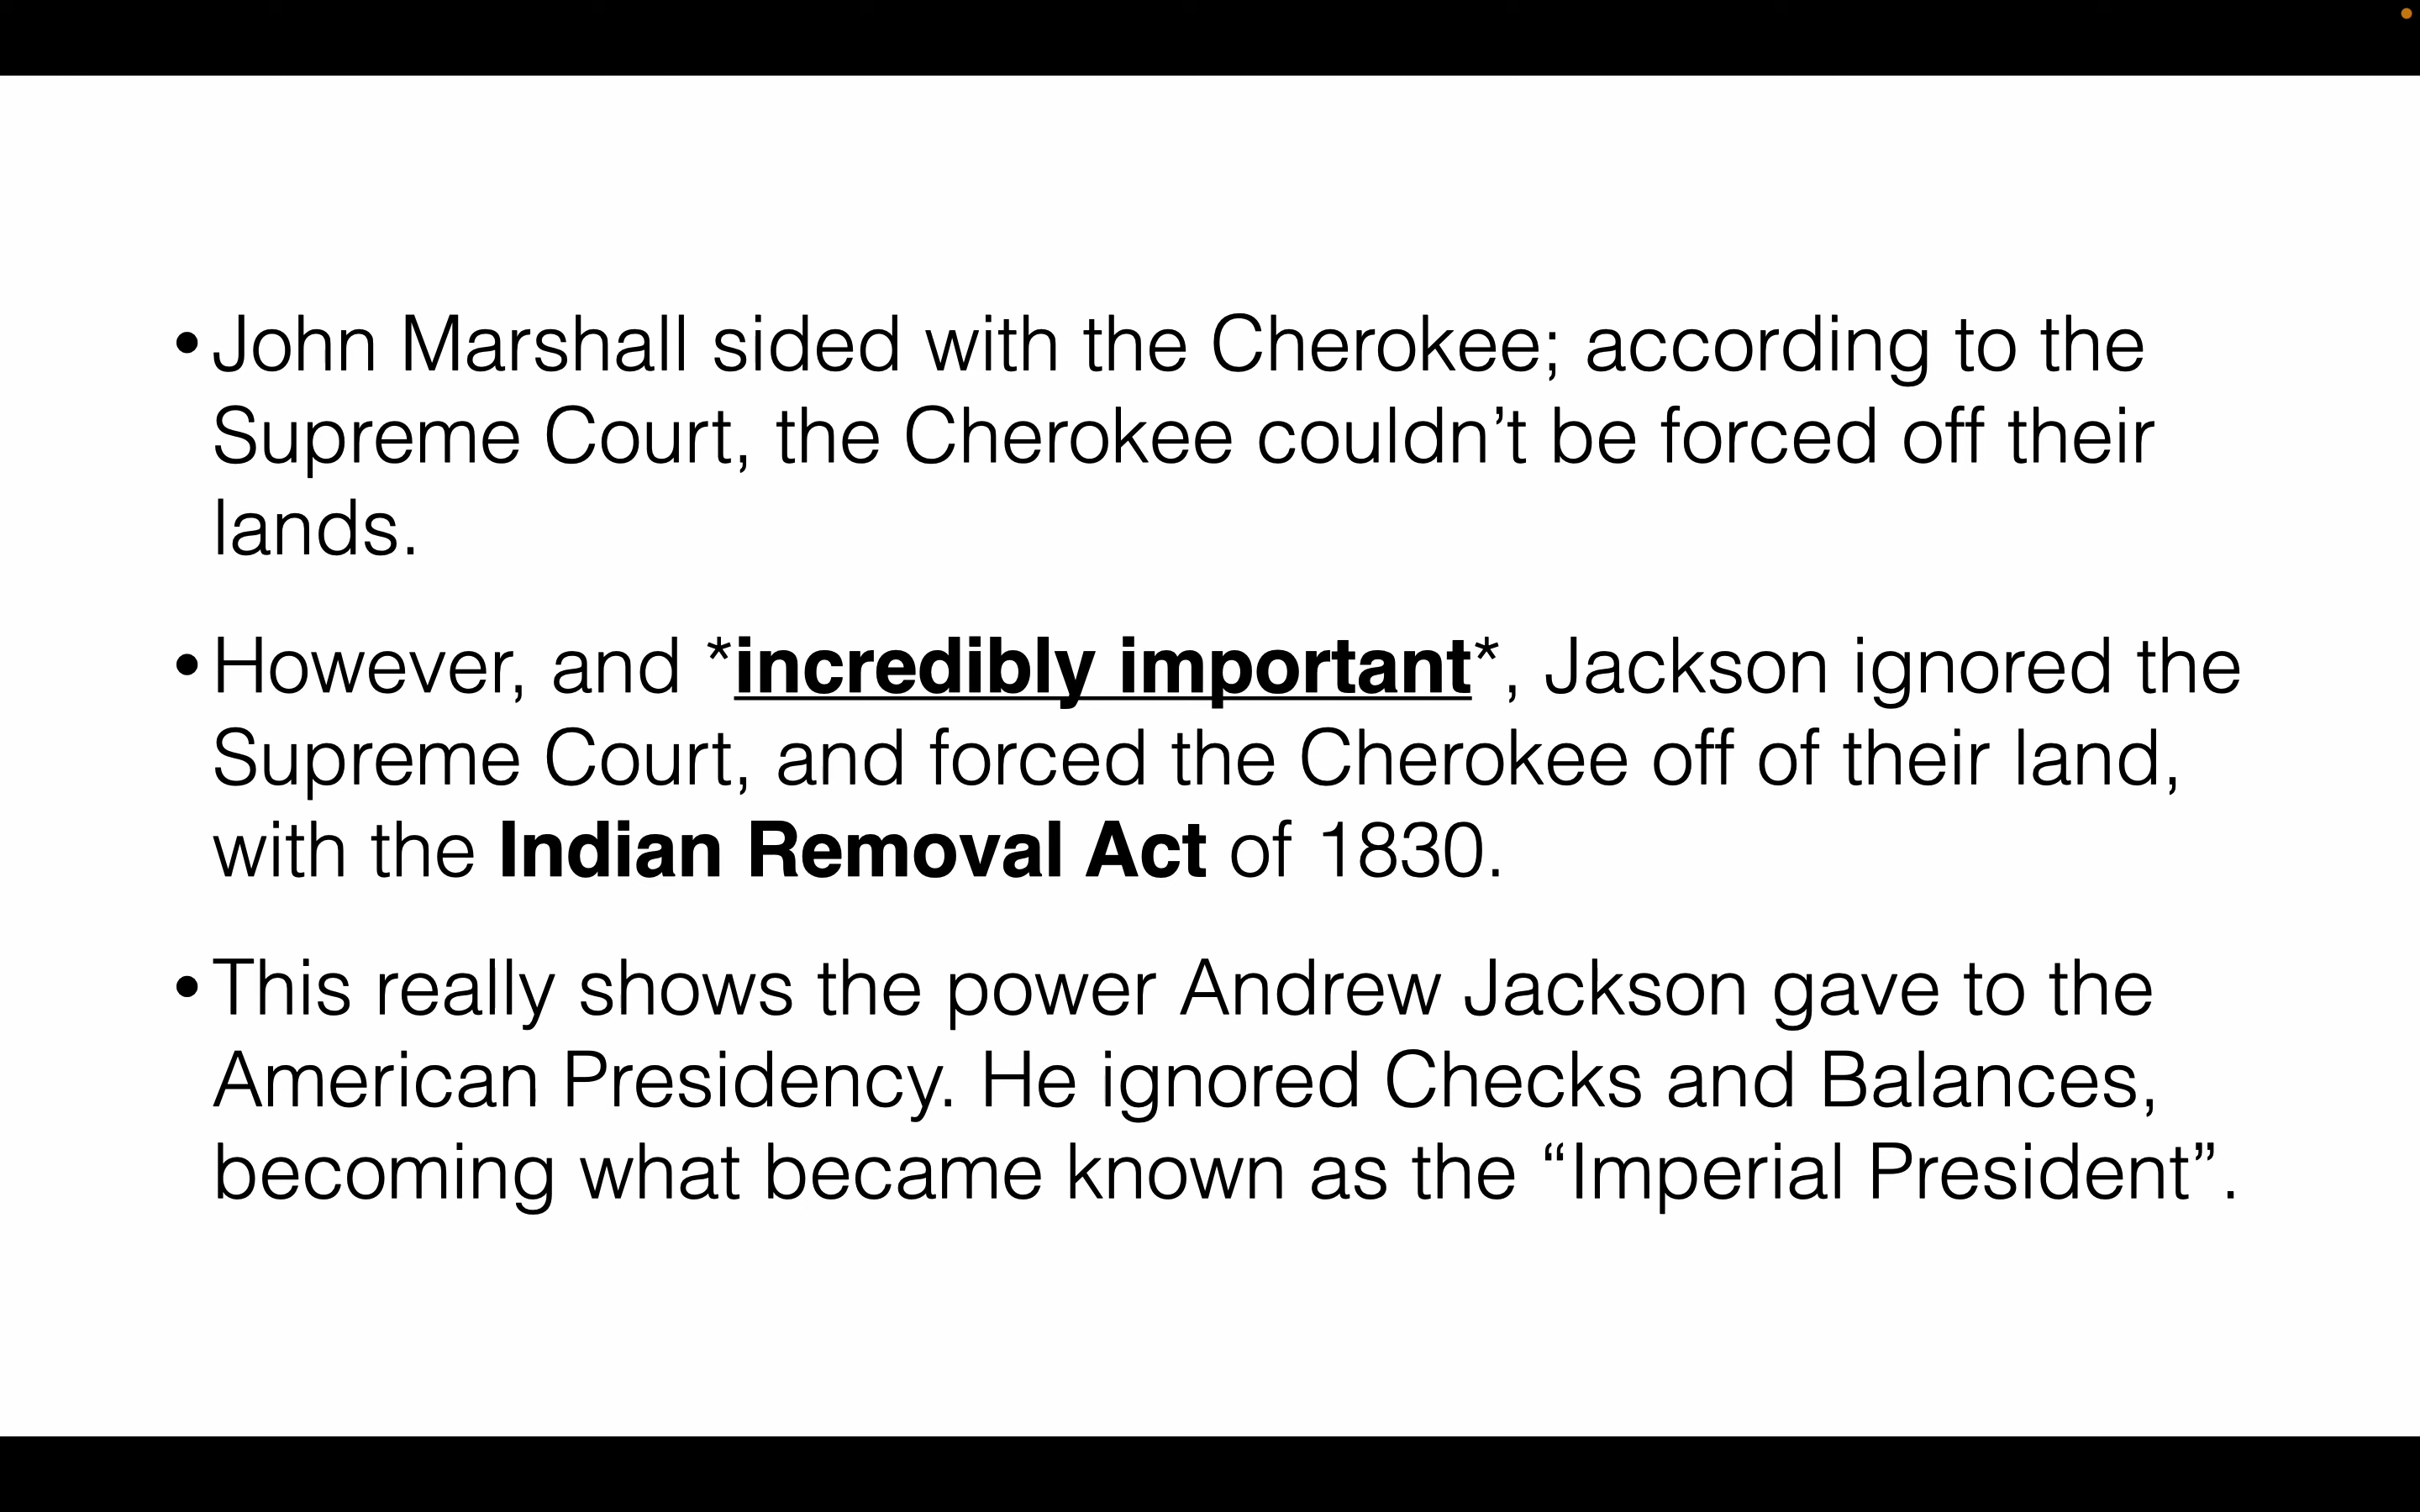 • John Marshall sided with the Cherokee; according to the
Supreme Court, the Cherokee couldn’t be forced off their
lands.
• However, and *incredibly important*, Jackson ignored the
Supreme Court, and forced the Cherokee off of their land,
with the Indian Removal Act of 1830.
• This really shows the power Andrew Jackson gave to the
American Presidency. He ignored Checks and Balances,
becoming what became known as the “Imperial President”.